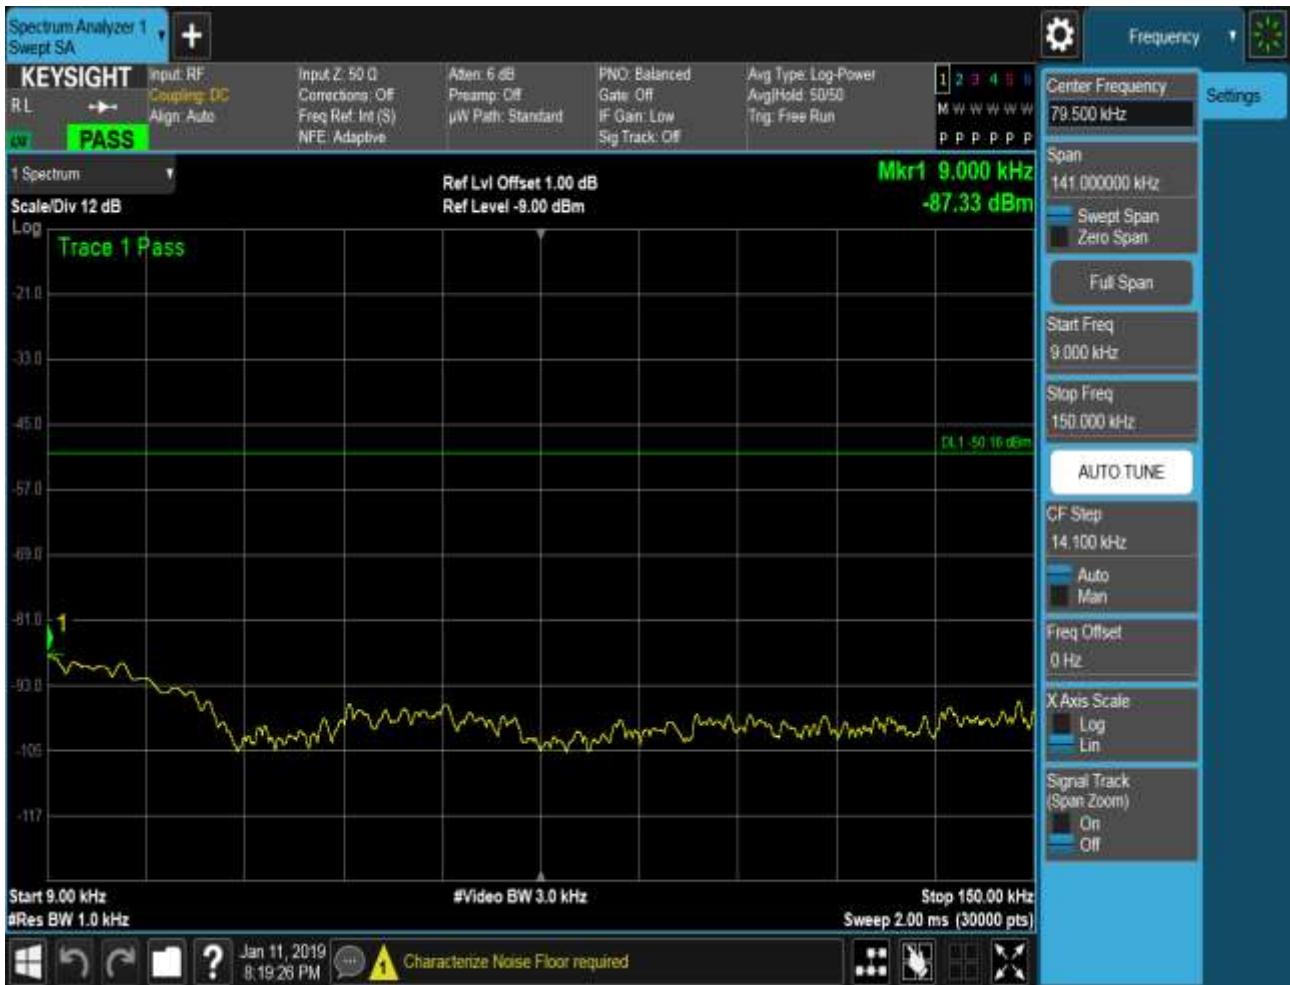 Spectrum Analyzer 1
Swept SA
+
Frequency
KEYSIGHT
Input: RF
Coupling: DC
Align: Auto
Input Z: 50 Ω
Corrections: Off
Freq Ref: Int (S)
NFE: Adaptive
Atten: 6 dB
Preamp: Off
µW Path: Standard
PNO: Balanced
Gate: Off
IF Gain: Low
Sig Track: Off
Avg Type: Log-Power
Avg|Hold: 50/50
Trig: Free Run
1 2 3 4 5 6
M W W W W W
P P P P P P
R L
PASS
1 Spectrum
Scale/Div 12 dB
Ref Lvl Offset 1.00 dB
Ref Level -9.00 dBm
Mkr1 9.000 kHz
-87.33 dBm
Log
Trace 1 Pass
-21.0
-33.0
-45.0
DL1 -50.16 dBm
-57.0
-69.0
-81.0
1
-93.0
-105
-117
Start 9.00 kHz
#Res BW 1.0 kHz
#Video BW 3.0 kHz
Stop 150.00 kHz
Sweep 2.00 ms (30000 pts)
Jan 11, 2019
8:19:26 PM
?
Characterize Noise Floor required
Center Frequency
79.500 kHz
Settings
Span
141.000000 kHz
Swept Span
Zero Span
Full Span
Start Freq
9.000 kHz
Stop Freq
150.000 kHz
AUTO TUNE
CF Step
14.100 kHz
Auto
Man
Freq Offset
0 Hz
X Axis Scale
Log
Lin
Signal Track
(Span Zoom)
On
Off